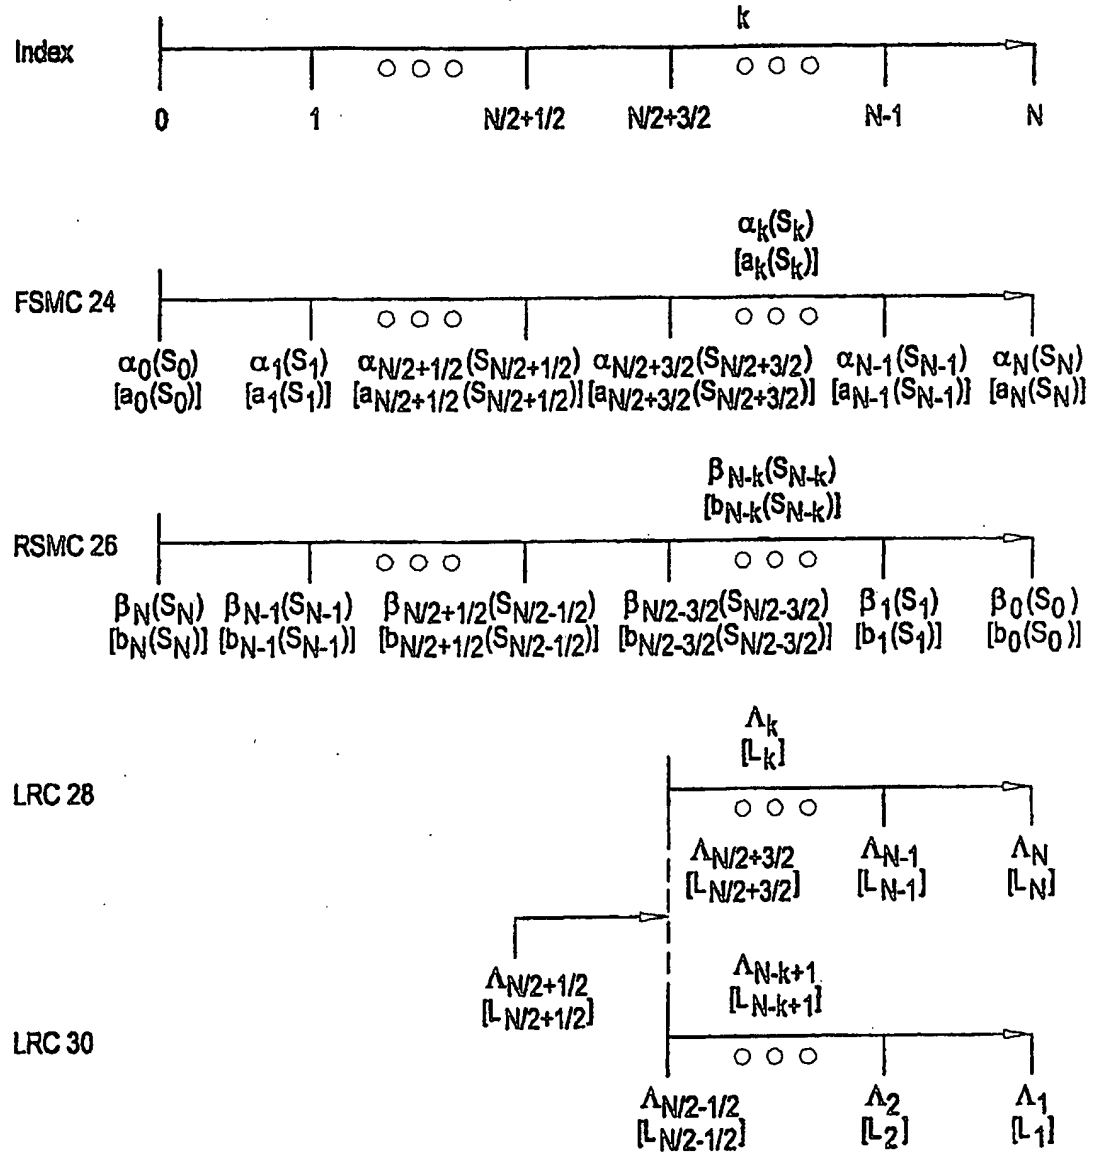 k
Index
0 1 N/2+1/2 N/2+3/2 N-1 N
αk(Sk)
[ak(Sk)]
FSMC 24
α0(S0) α1(S1) αN/2+1/2(SN/2+1/2) αN/2+3/2(SN/2+3/2) αN-1(SN-1) αN(SN)
[a0(S0)] [a1(S1)] [aN/2+1/2(SN/2+1/2)] [aN/2+3/2(SN/2+3/2)] [aN-1(SN-1)] [aN(SN)]
βN-k(SN-k)
[bN-k(SN-k)]
RSMC 26
βN(SN) βN-1(SN-1) βN/2+1/2(SN/2-1/2) βN/2-3/2(SN/2-3/2) β1(S1) β0(S0)
[bN(SN)] [bN-1(SN-1)] [bN/2+1/2(SN/2-1/2)] [bN/2-3/2(SN/2-3/2)] [b1(S1)] [b0(S0)]
Λk
[Lk]
LRC 28
ΛN/2+3/2 ΛN-1 ΛN
[LN/2+3/2] [LN-1] [LN]
ΛN/2+1/2 ΛN-k+1
[LN/2+1/2] [LN-k+1]
LRC 30
ΛN/2-1/2 Λ2 Λ1
[LN/2-1/2] [L2] [L1]